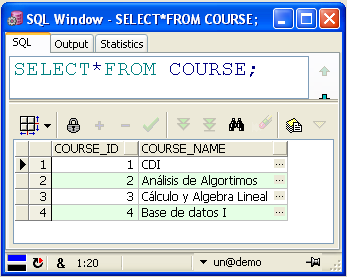 SQL Window - SELECT*FROM COURSE;
SQL Output Statistics
SELECT*FROM COURSE;
COURSE_ID COURSE_NAME
1 1 CDI ...
2 2 Análisis de Algortimos ...
3 3 Cálculo y Algebra Lineal ...
4 4 Base de datos I ...
& 1:20 un@demo